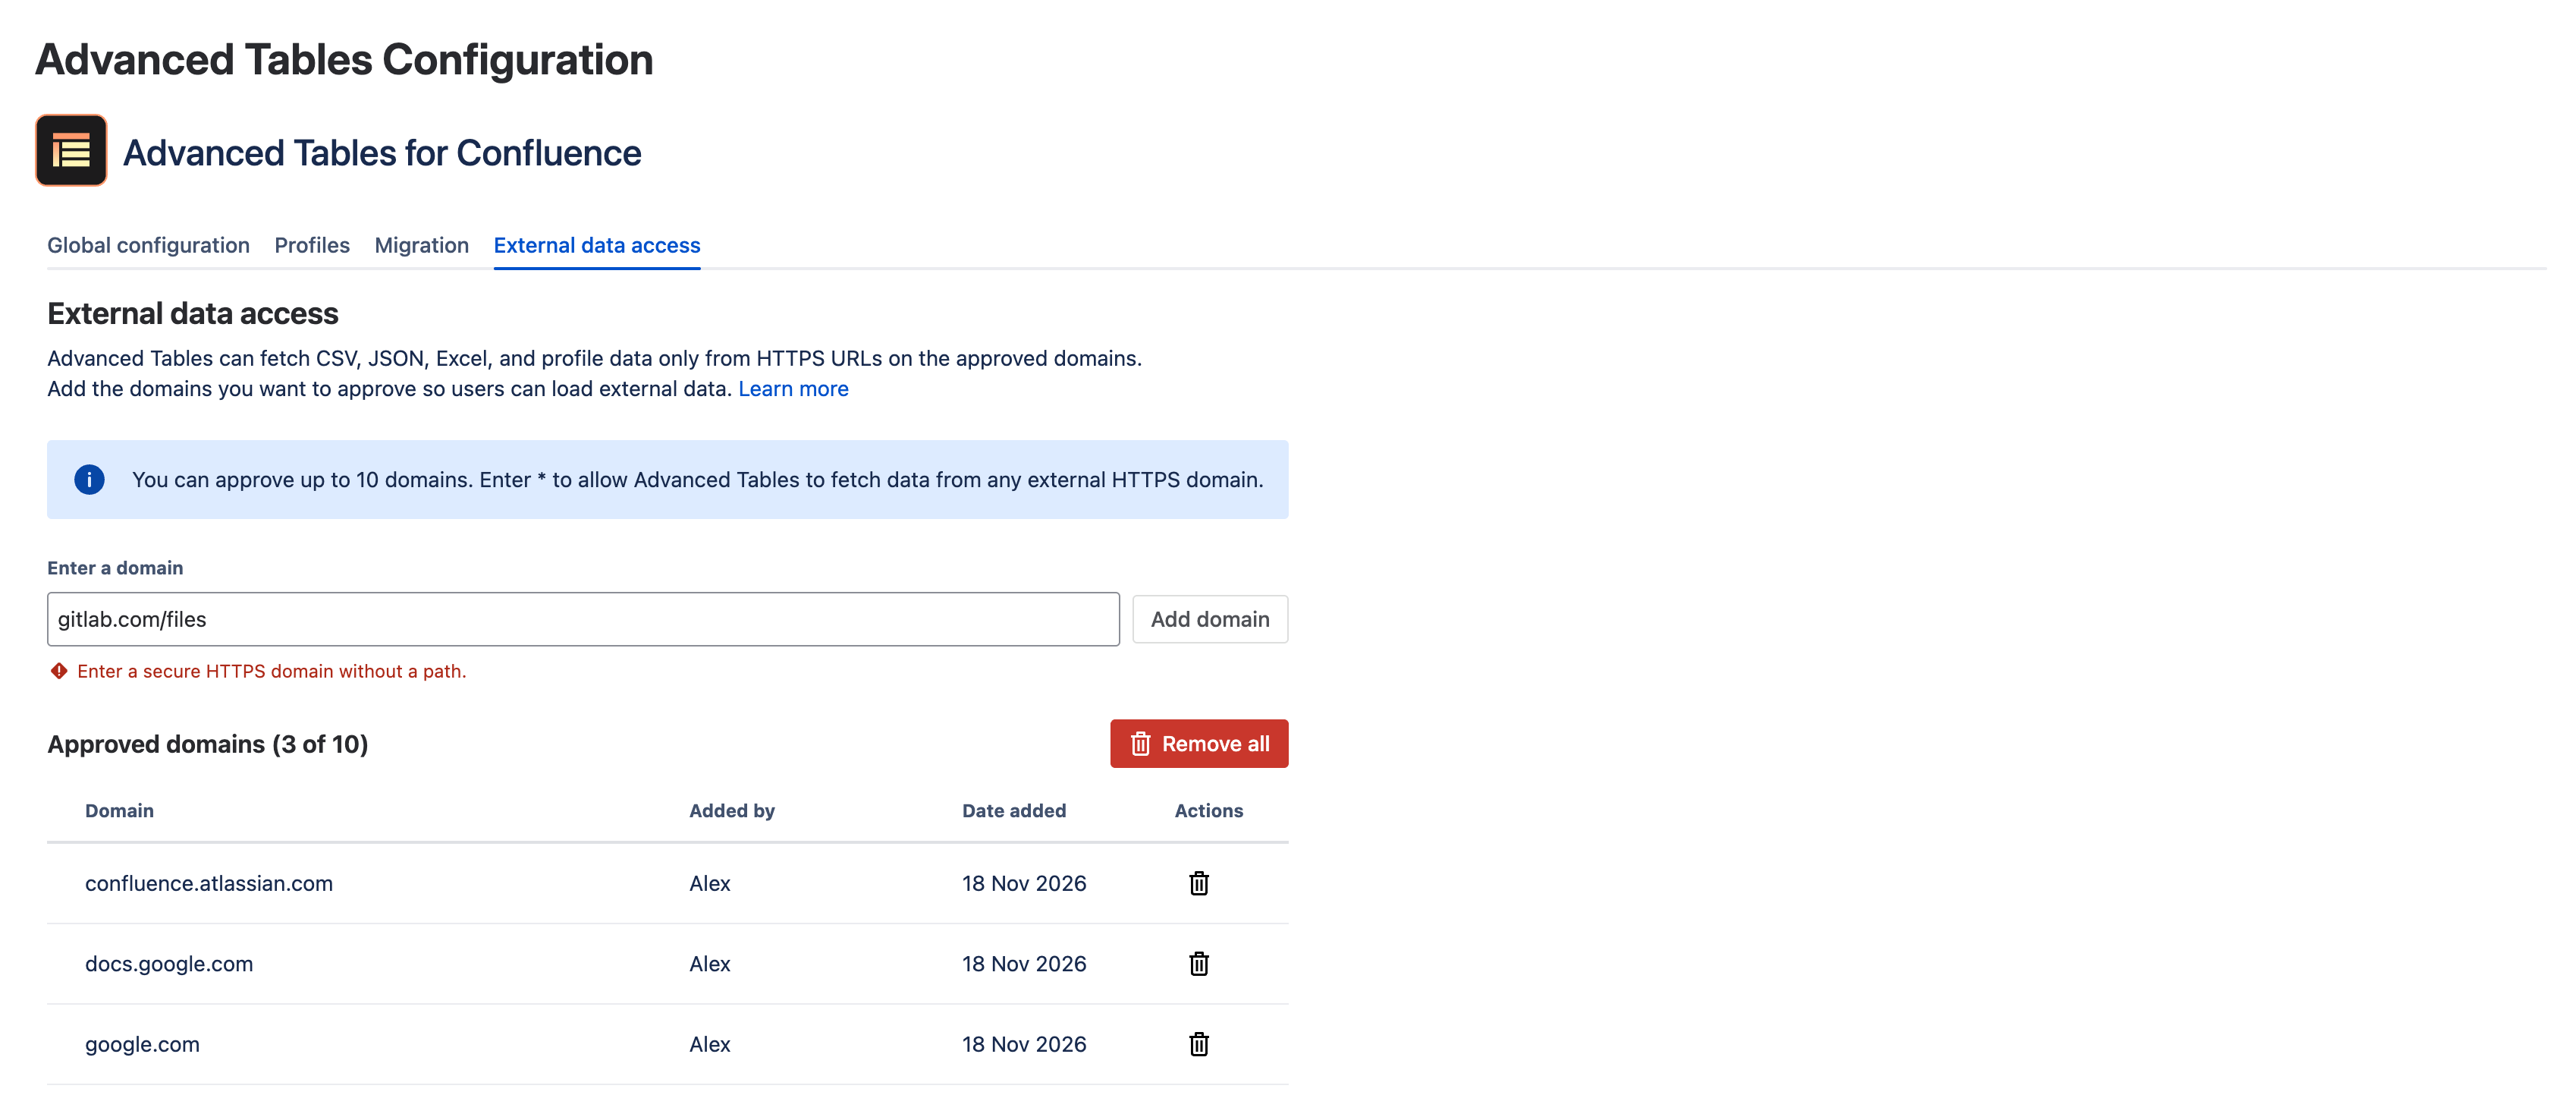 Advanced Tables Configuration
Advanced Tables for Confluence
Global configuration Profiles Migration External data access
External data access
Advanced Tables can fetch CSV, JSON, Excel, and profile data only from HTTPS URLs on the approved domains.
Add the domains you want to approve so users can load external data. Learn more
You can approve up to 10 domains. Enter * to allow Advanced Tables to fetch data from any external HTTPS domain.
Enter a domain
gitlab.com/files Add domain
Enter a secure HTTPS domain without a path.
Approved domains (3 of 10) Remove all
Domain Added by Date added Actions
confluence.atlassian.com Alex 18 Nov 2026
docs.google.com Alex 18 Nov 2026
google.com Alex 18 Nov 2026